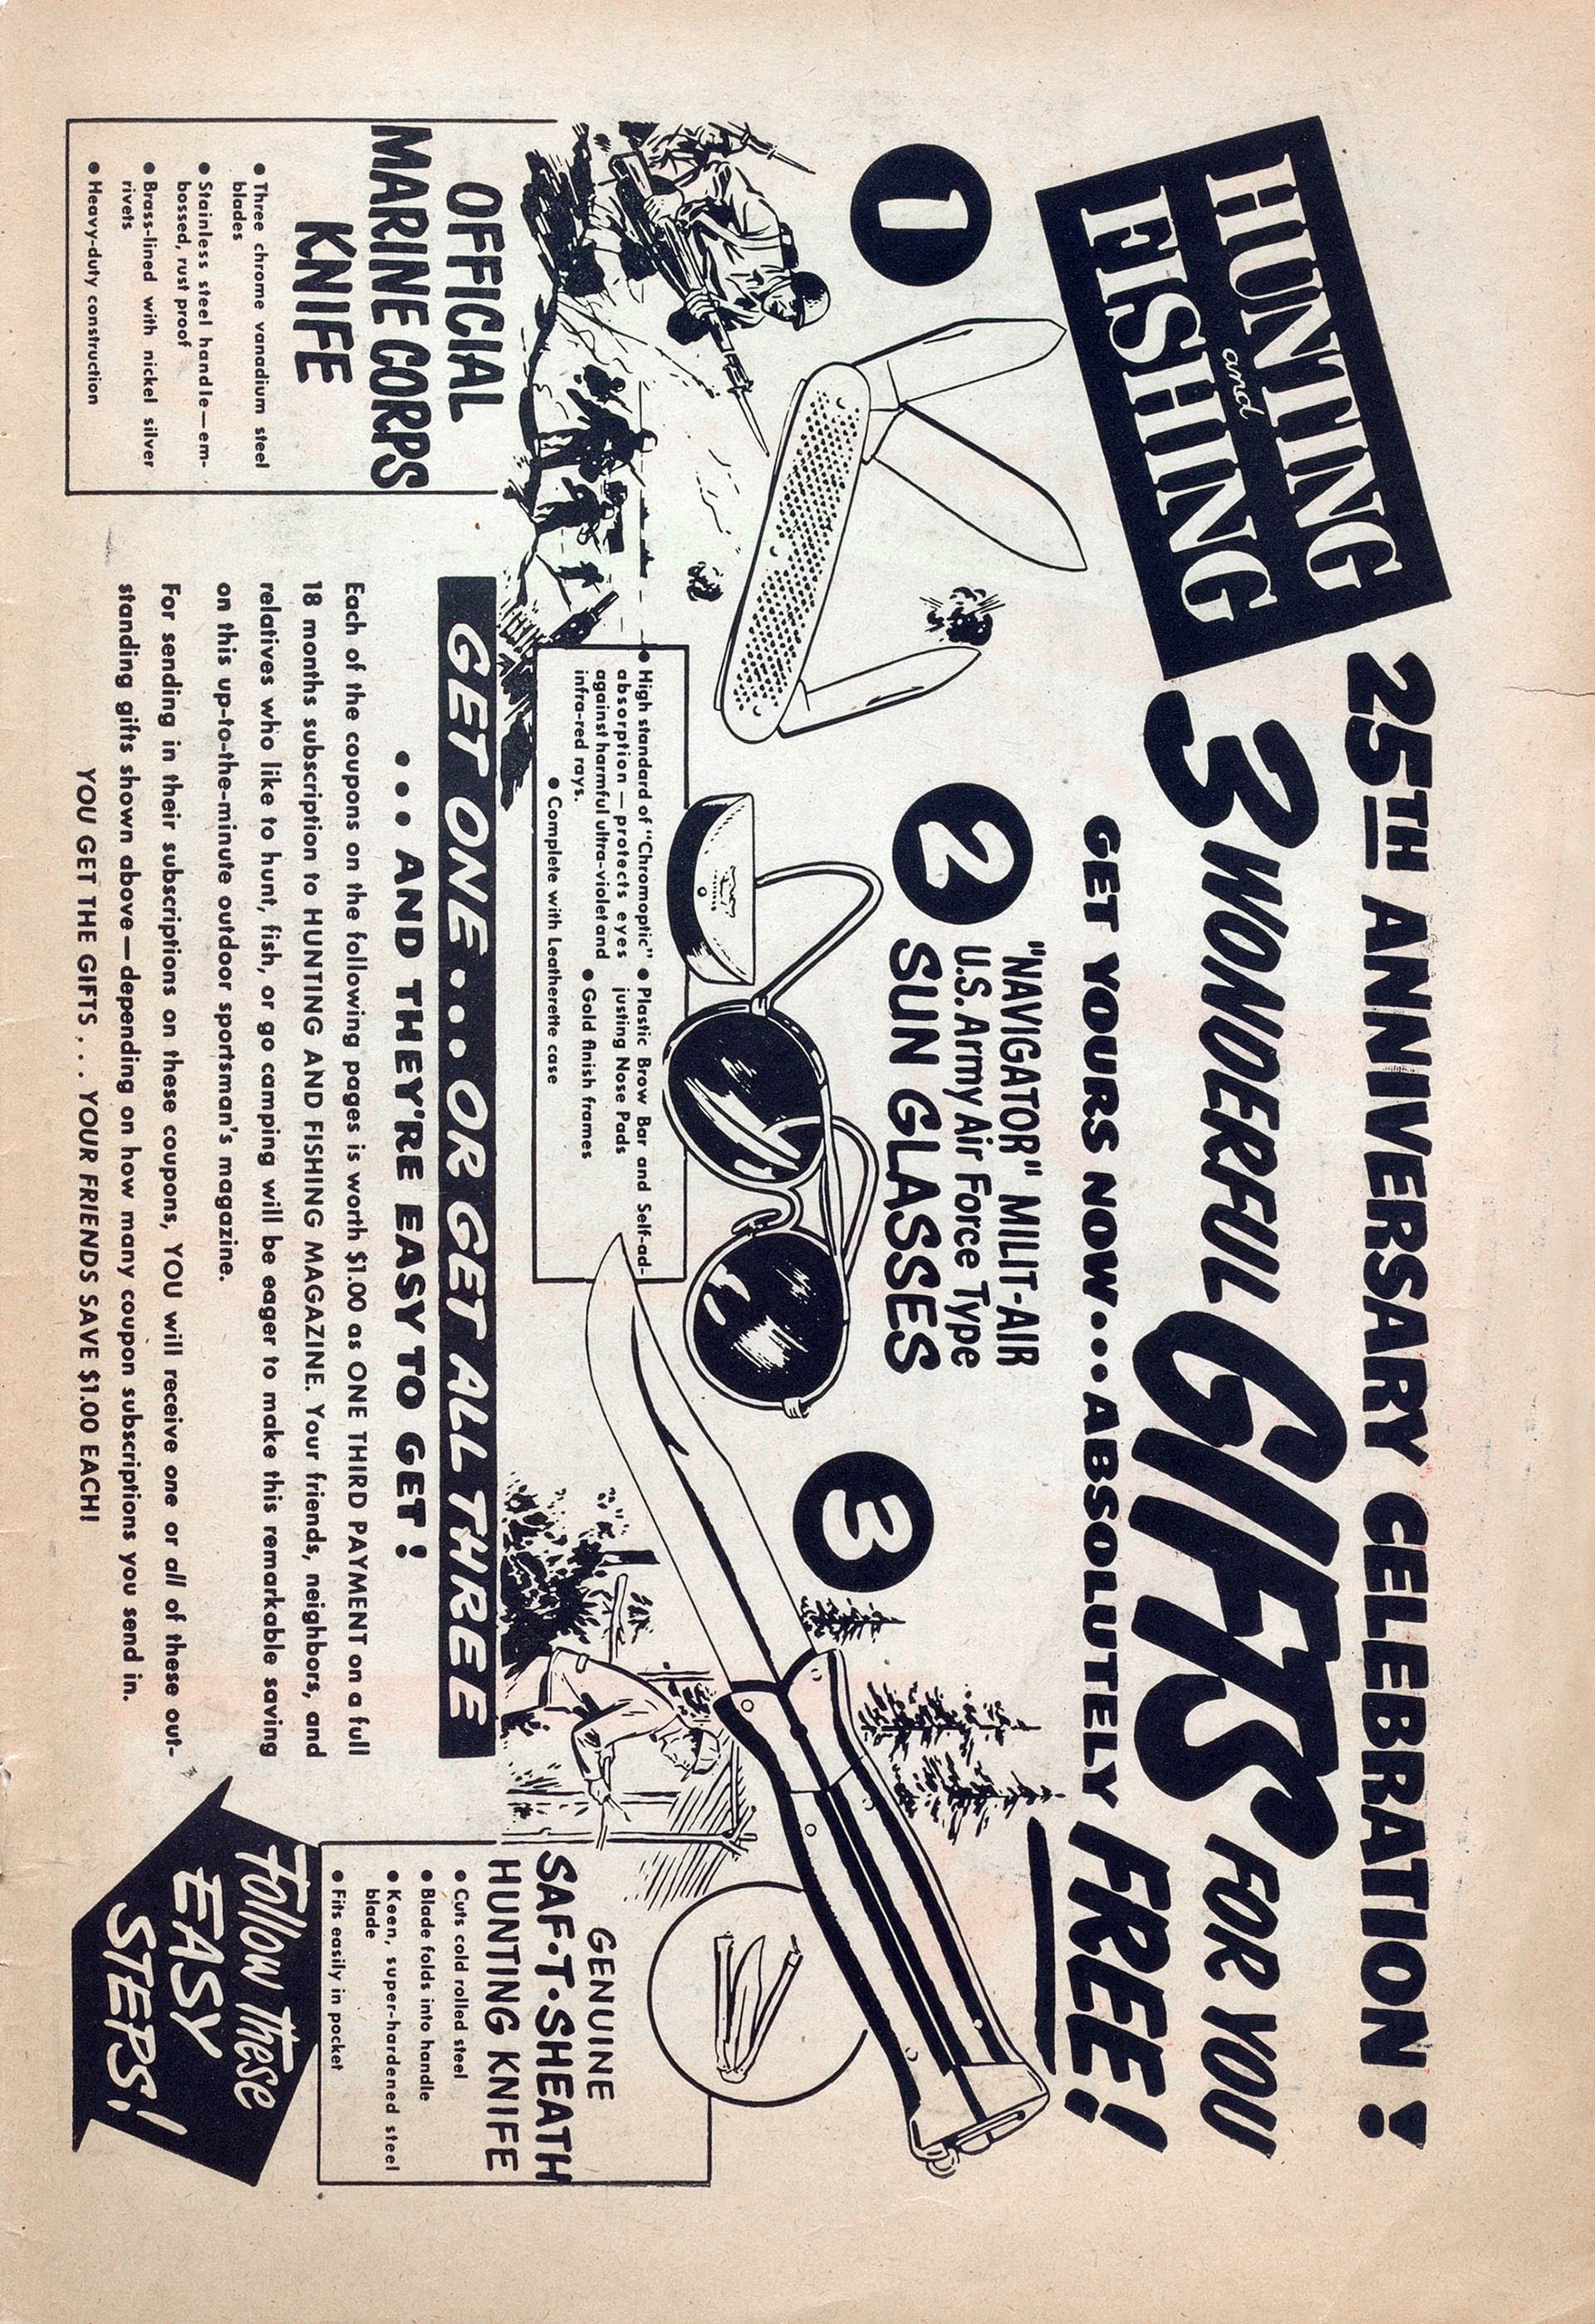 HUNTING
and
FISHING
25TH ANNIVERSARY CELEBRATION!
3 WONDERFUL GIFTS FOR YOU
GET YOURS NOW...ABSOLUTELY FREE!
1
OFFICIAL
MARINE CORPS
KNIFE
• Three chrome vanadium steel
blades
• Stainless steel handle—em-
bossed, rust proof
• Brass-lined with nickel silver
rivets
• Heavy-duty construction
2
"NAVIGATOR" MILIT-AIR
U.S. Army Air Force Type
SUN GLASSES
• High standard of "Chromoptic"
absorption — protects eyes
against harmful ultra-violet and
infra-red rays.
• Plastic Brow Bar and Self-ad-
justing Nose Pads
• Gold finish frames
• Complete with Leatherette case
3
GENUINE
SAF•T•SHEATH
HUNTING KNIFE
• Cuts cold rolled steel
• Blade folds into handle
• Keen, super-hardened steel
blade
• Fits easily in pocket
GET ONE...OR GET ALL THREE
... AND THEY'RE EASY TO GET!
Each of the coupons on the following pages is worth $1.00 as ONE THIRD PAYMENT on a full
18 months subscription to HUNTING AND FISHING MAGAZINE. Your friends, neighbors, and
relatives who like to hunt, fish, or go camping will be eager to make this remarkable saving
on this up-to-the-minute outdoor sportsman's magazine.
For sending in their subscriptions on these coupons, YOU will receive one or all of these out-
standing gifts shown above—depending on how many coupon subscriptions you send in.
YOU GET THE GIFTS . . . YOUR FRIENDS SAVE $1.00 EACH!
Follow These
EASY
STEPS!